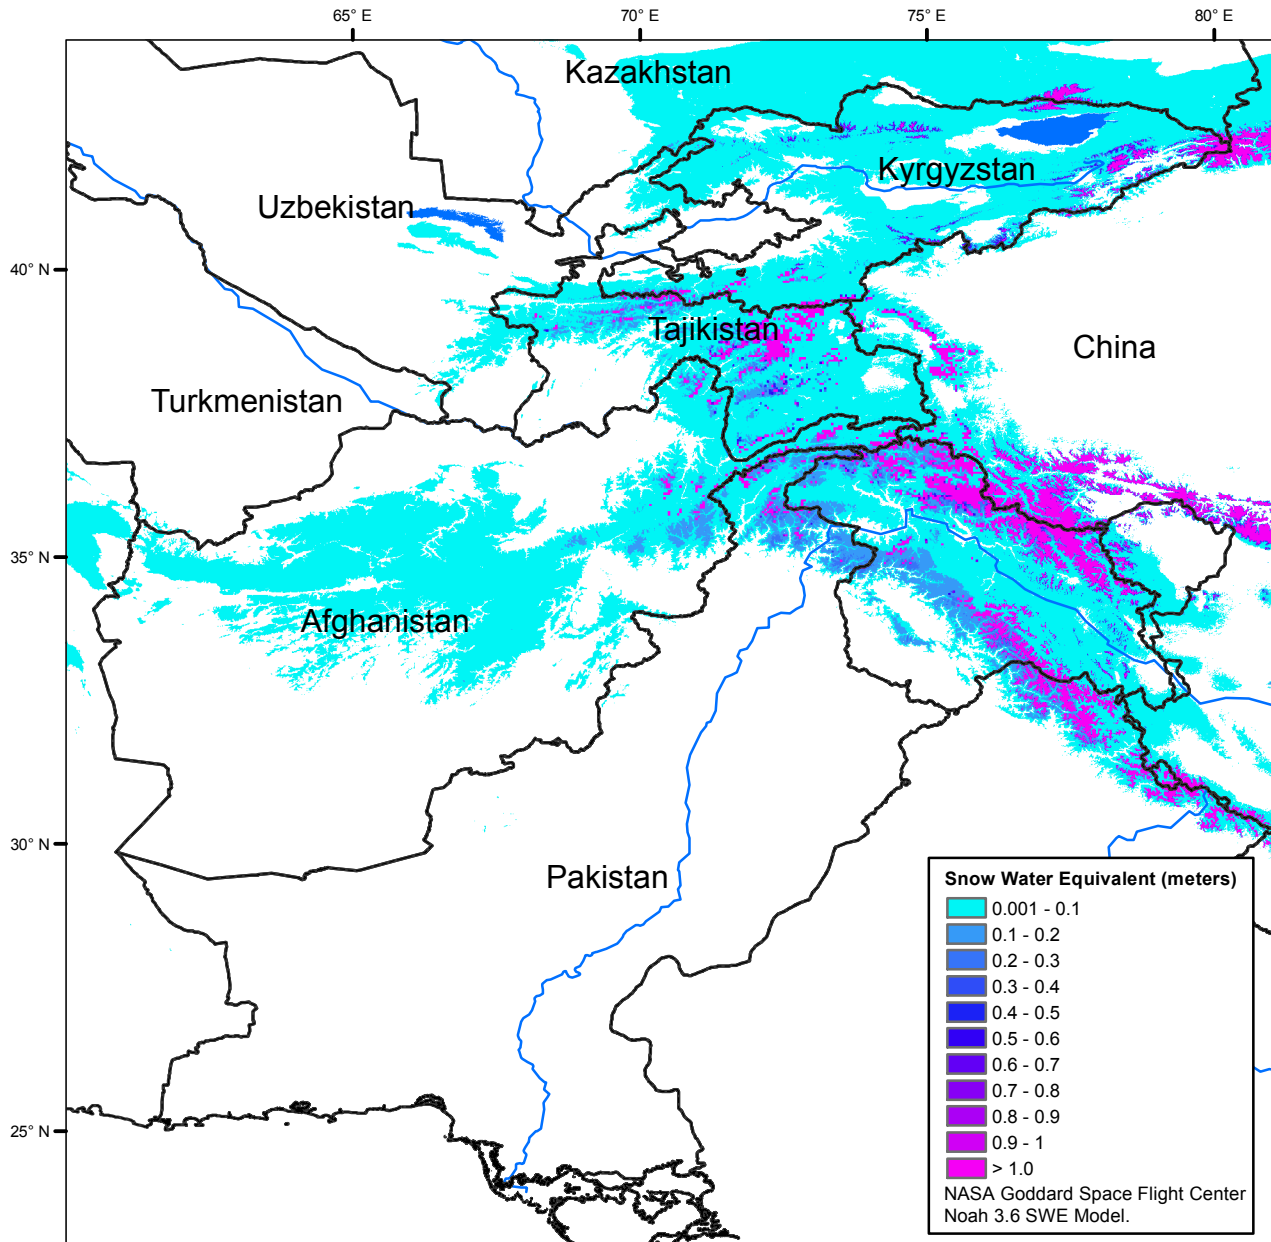 65° E
70° E
75° E
80° E
Kazakhstan
Kyrgyzstan
Uzbekistan
40° N
Tajikistan
China
Turkmenistan
35° N
Afghanistan
30° N
Pakistan
25° N
Snow Water Equivalent (meters)
0.001 - 0.1
0.1 - 0.2
0.2 - 0.3
0.3 - 0.4
0.4 - 0.5
0.5 - 0.6
0.6 - 0.7
0.7 - 0.8
0.8 - 0.9
0.9 - 1
> 1.0
NASA Goddard Space Flight Center
Noah 3.6 SWE Model.